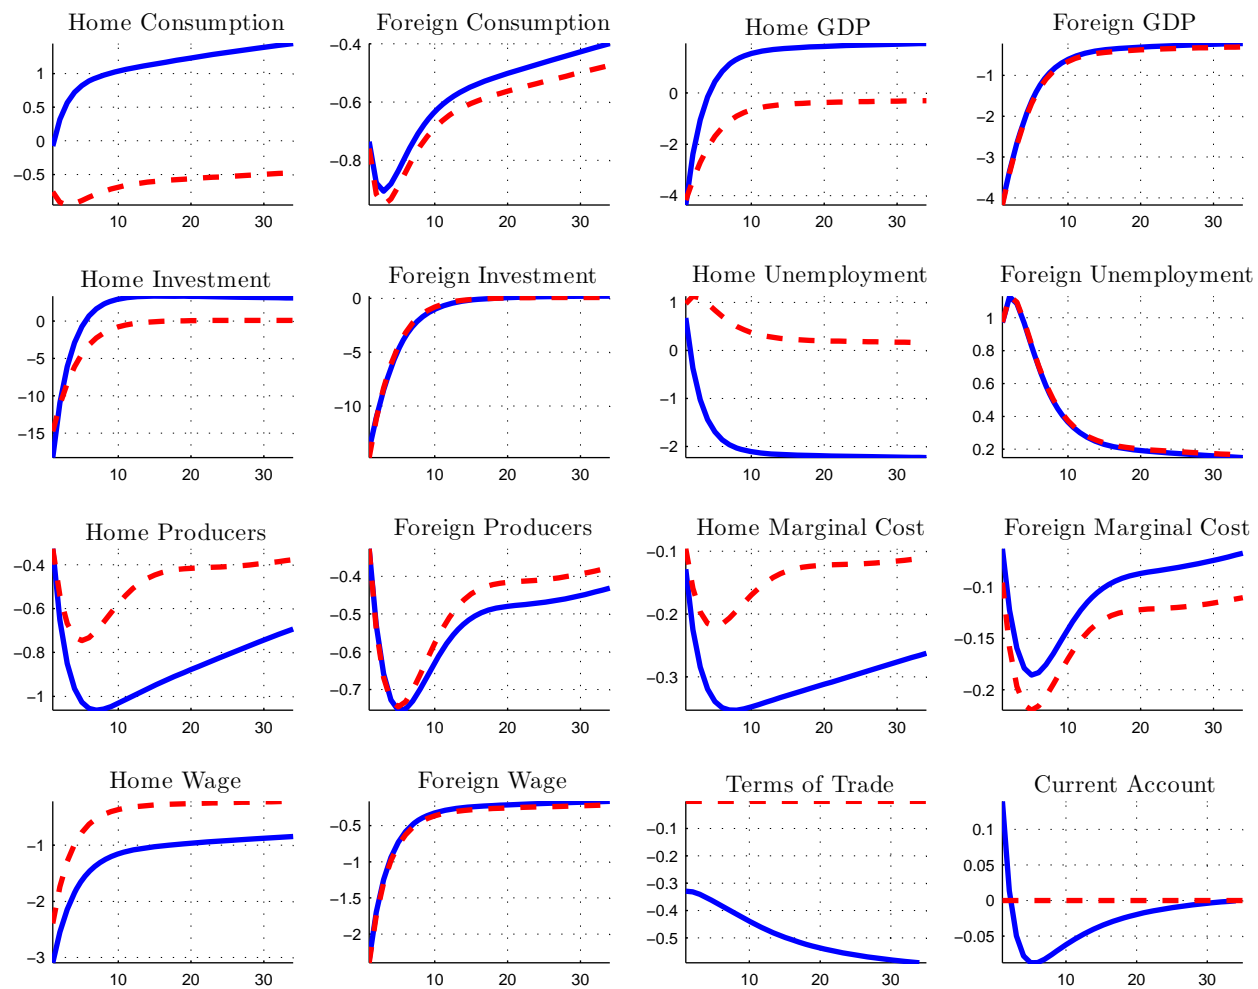 Home Consumption
Foreign Consumption
Home GDP
Foreign GDP
1
0.5
0
−0.5
10 20 30
−0.4
−0.6
−0.8
10 20 30
0
−2
−4
10 20 30
−1
−2
−3
−4
10 20 30
Home Investment
Foreign Investment
Home Unemployment
Foreign Unemployment
0
−5
−10
−15
10 20 30
0
−5
−10
10 20 30
1
0
−1
−2
10 20 30
1
0.8
0.6
0.4
0.2
10 20 30
Home Producers
Foreign Producers
Home Marginal Cost
Foreign Marginal Cost
−0.4
−0.6
−0.8
−1
10 20 30
−0.4
−0.5
−0.6
−0.7
10 20 30
−0.1
−0.2
−0.3
10 20 30
−0.1
−0.15
−0.2
10 20 30
Home Wage
Foreign Wage
Terms of Trade
Current Account
−1
−2
−3
10 20 30
−0.5
−1
−1.5
−2
10 20 30
−0.1
−0.2
−0.3
−0.4
−0.5
10 20 30
0.1
0.05
0
−0.05
10 20 30